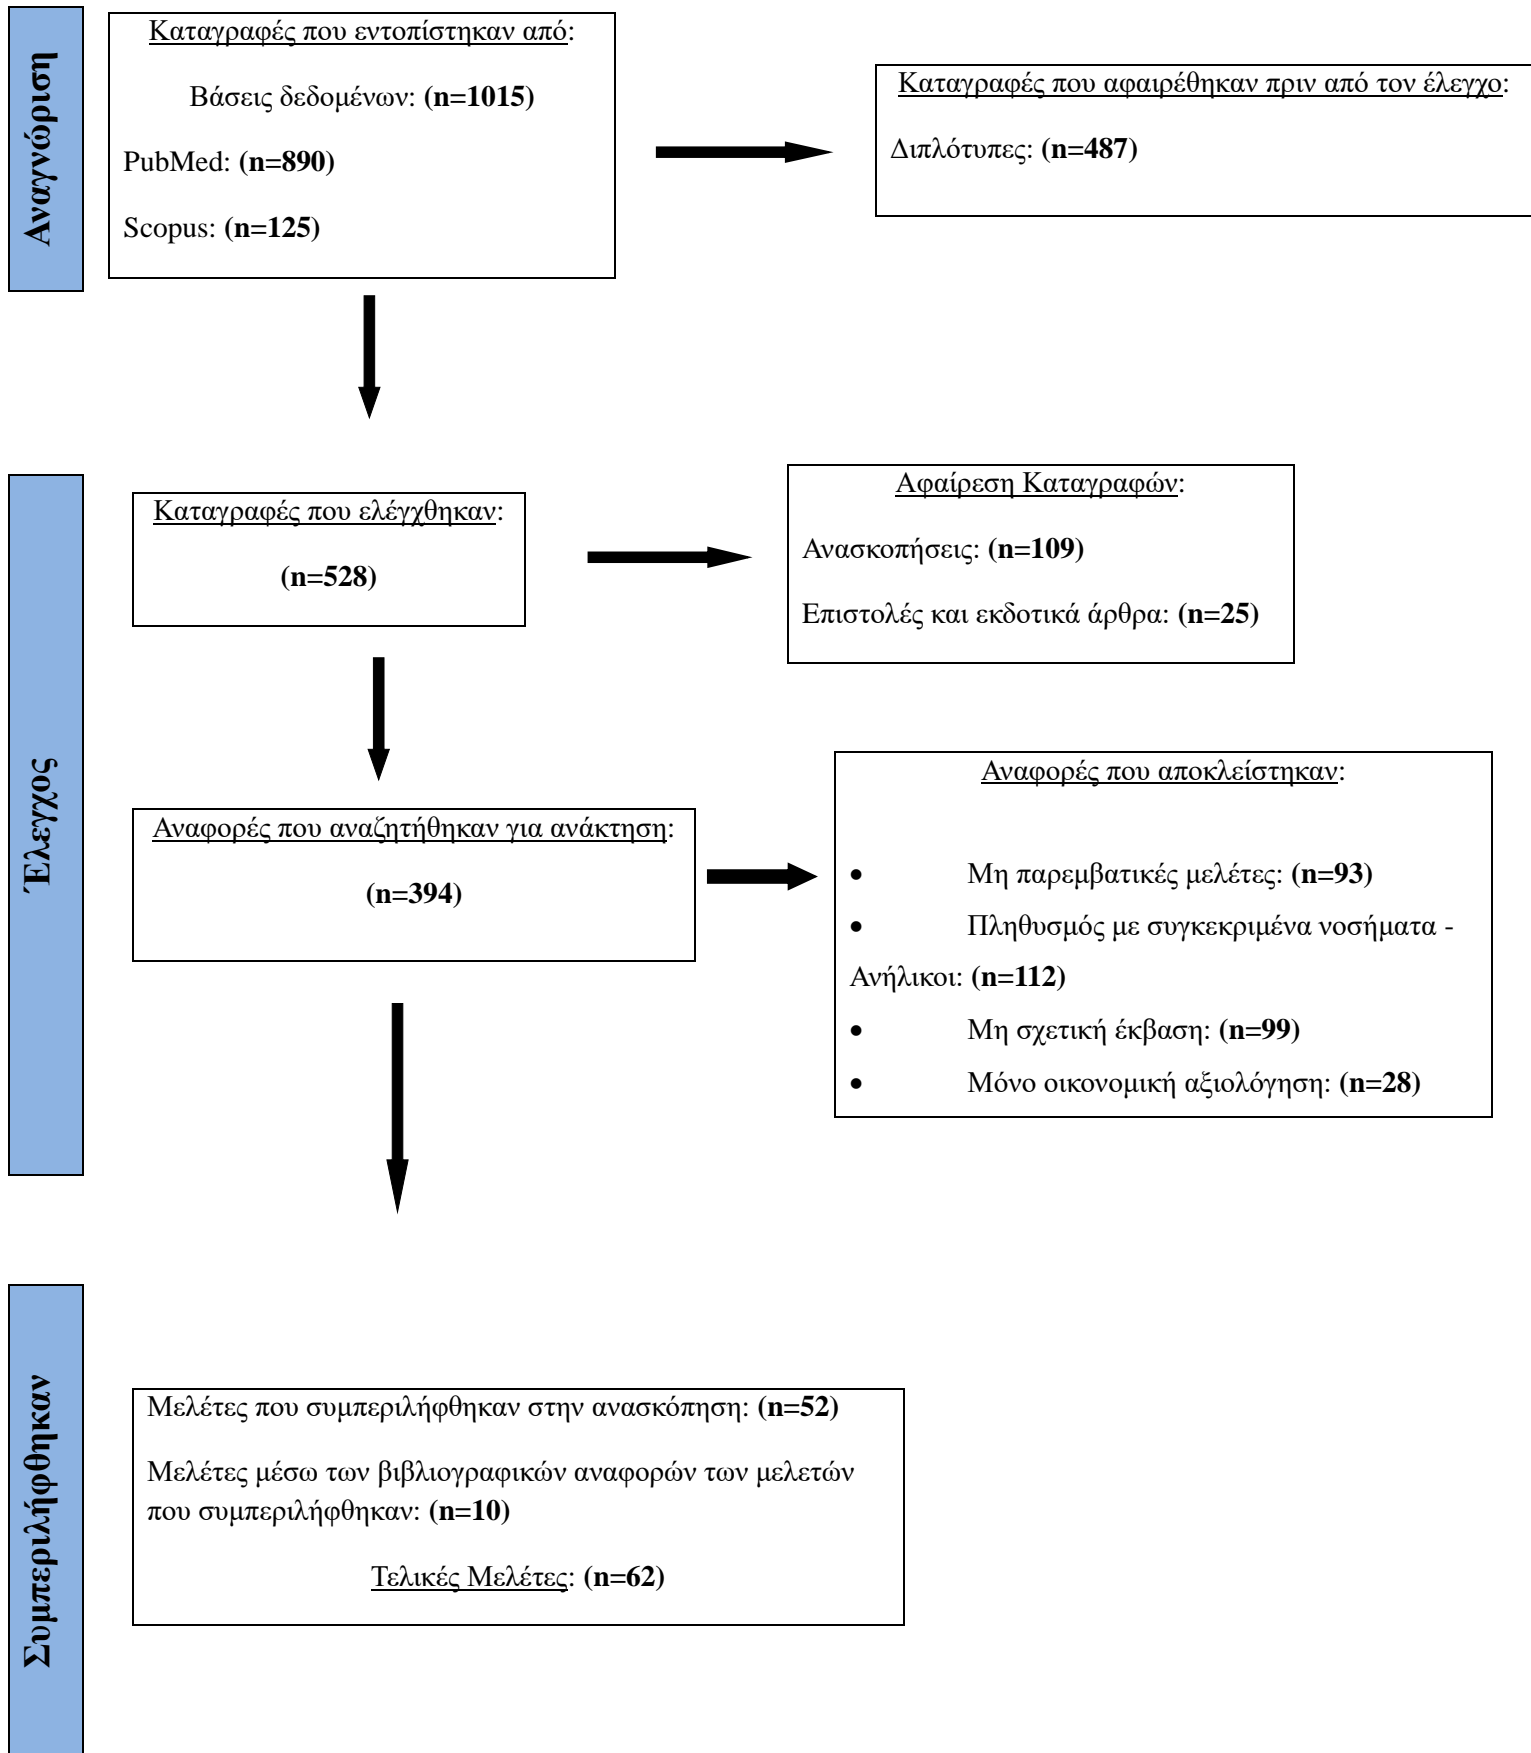 Αναγνώριση
Καταγραφές που εντοπίστηκαν από:
Βάσεις δεδομένων: (n=1015)
PubMed: (n=890)
Scopus: (n=125)
Καταγραφές που αφαιρέθηκαν πριν από τον έλεγχο:
Διπλότυπες: (n=487)
Έλεγχος
Καταγραφές που ελέγχθηκαν:
(n=528)
Αφαίρεση Καταγραφών:
Ανασκοπήσεις: (n=109)
Επιστολές και εκδοτικά άρθρα: (n=25)
Αναφορές που αναζητήθηκαν για ανάκτηση:
(n=394)
Αναφορές που αποκλείστηκαν:
• Μη παρεμβατικές μελέτες: (n=93)
• Πληθυσμός με συγκεκριμένα νοσήματα -
Ανήλικοι: (n=112)
• Μη σχετική έκβαση: (n=99)
• Μόνο οικονομική αξιολόγηση: (n=28)
Συμπεριλήφθηκαν
Μελέτες που συμπεριλήφθηκαν στην ανασκόπηση: (n=52)
Μελέτες μέσω των βιβλιογραφικών αναφορών των μελετών
που συμπεριλήφθηκαν: (n=10)
Τελικές Μελέτες: (n=62)